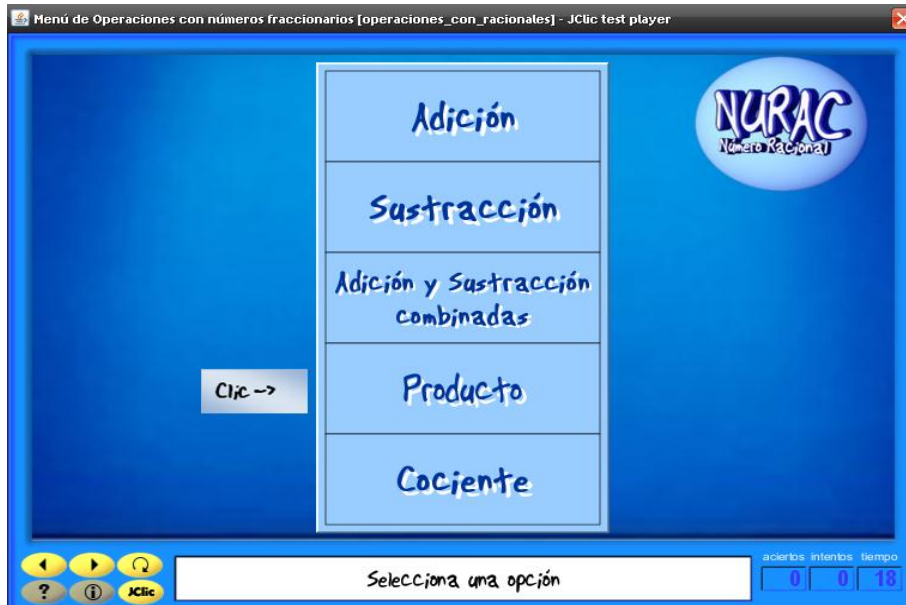 Menú de Operaciones con números fraccionarios [operaciones_con_racionales] - JClic test player
Adición
NURAC
Número Racional
Sustracción
Adición y Sustracción
combinadas
Clic -->
Producto
Cociente
aciertos intentos tiempo
Selecciona una opción
0 0 18
? i JClic